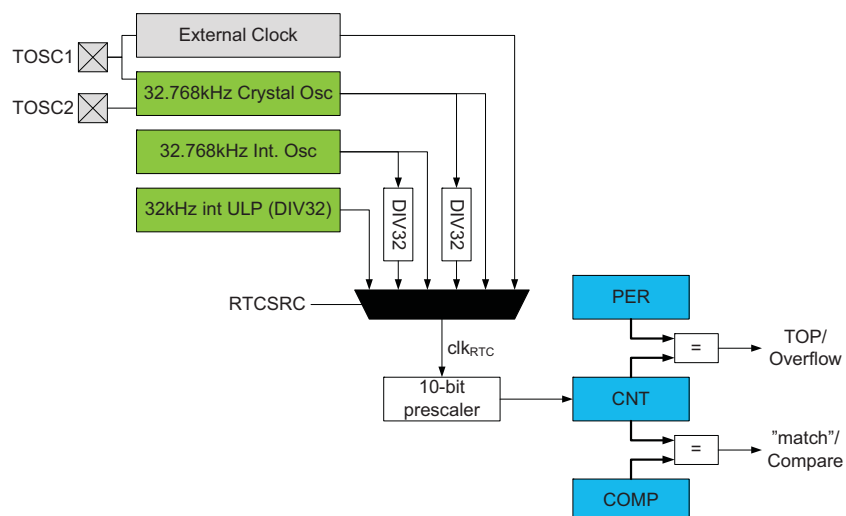 External Clock
TOSC1
32.768kHz Crystal Osc
TOSC2
32.768kHz Int. Osc
32kHz int ULP (DIV32)
DIV32
DIV32
RTCSRC
PER
=
TOP/
Overflow
clkRTC
10-bit
prescaler
CNT
=
”match”/
Compare
COMP